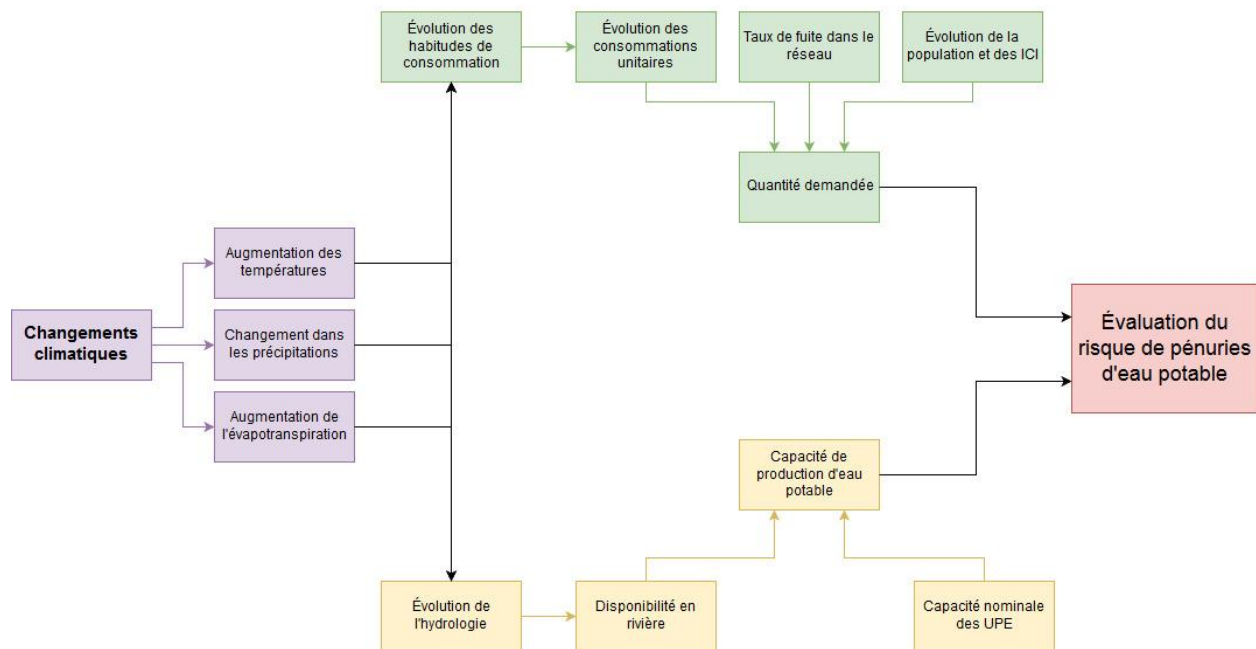 Évolution des
habitudes de
consommation
Évolution des
consommations
unitaires
Taux de fuite dans le
réseau
Évolution de la
population et des ICI
Quantité demandée
Augmentation des
températures
Changements
climatiques
Changement dans
les précipitations
Augmentation de
l'évapotranspiration
Évaluation du
risque de pénuries
d'eau potable
Capacité de
production d'eau
potable
Évolution de
l'hydrologie
Disponibilité en
rivière
Capacité nominale
des UPE